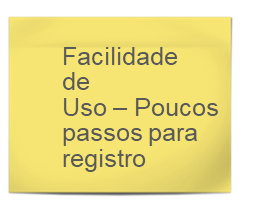 Facilidade
de
Uso – Poucos
passos para
registro